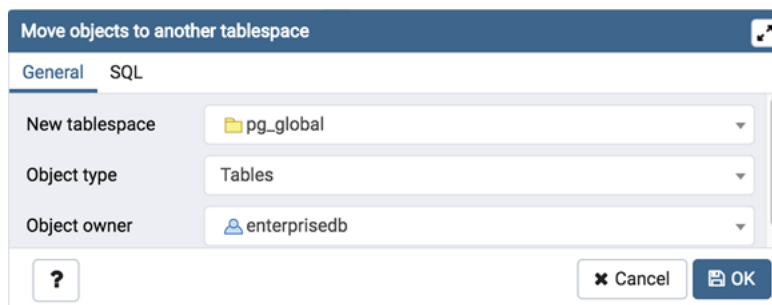 Move objects to another tablespace
General SQL
New tablespace pg_global
Object type Tables
Object owner enterprisedb
? Cancel OK